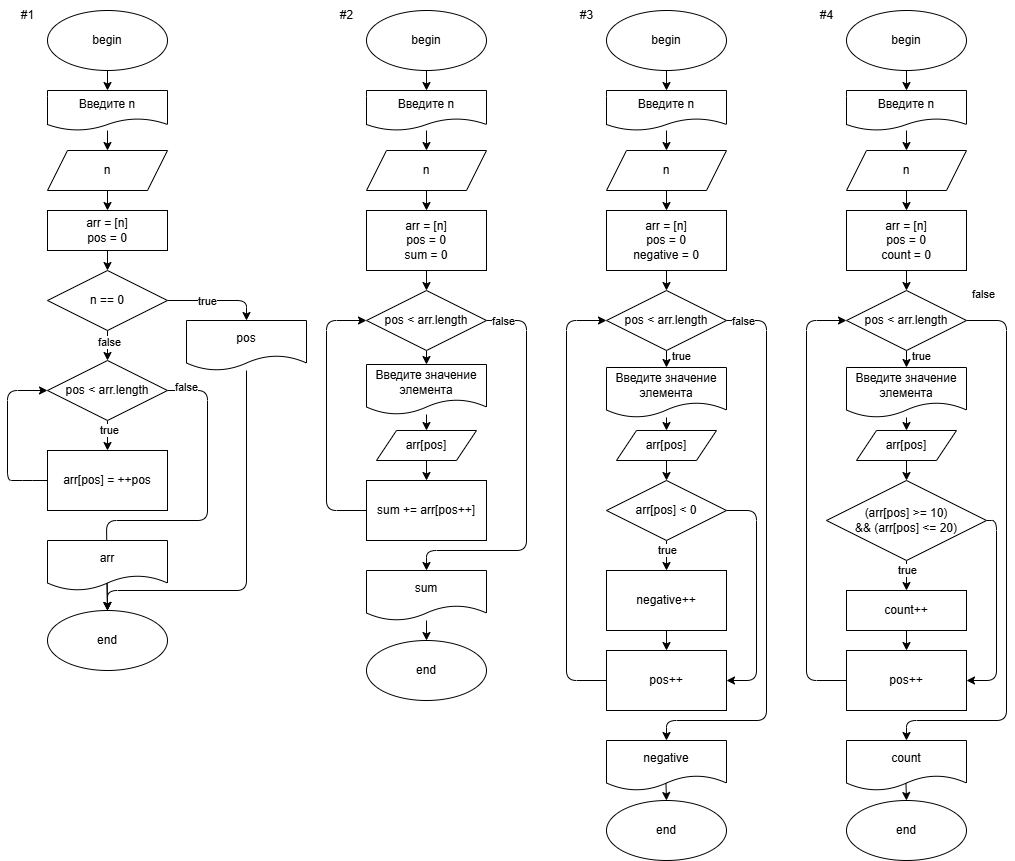 #1
begin
Введите n
n
arr = [n]
pos = 0
n == 0
true
pos
false
pos < arr.length
false
true
arr[pos] = ++pos
arr
end
#2
begin
Введите n
n
arr = [n]
pos = 0
sum = 0
pos < arr.length
false
Введите значение
элемента
arr[pos]
sum += arr[pos++]
sum
end
#3
begin
Введите n
n
arr = [n]
pos = 0
negative = 0
pos < arr.length
false
true
Введите значение
элемента
arr[pos]
arr[pos] < 0
true
negative++
pos++
negative
end
#4
begin
Введите n
n
arr = [n]
pos = 0
count = 0
false
pos < arr.length
true
Введите значение
элемента
arr[pos]
(arr[pos] >= 10)
&& (arr[pos] <= 20)
true
count++
pos++
count
end